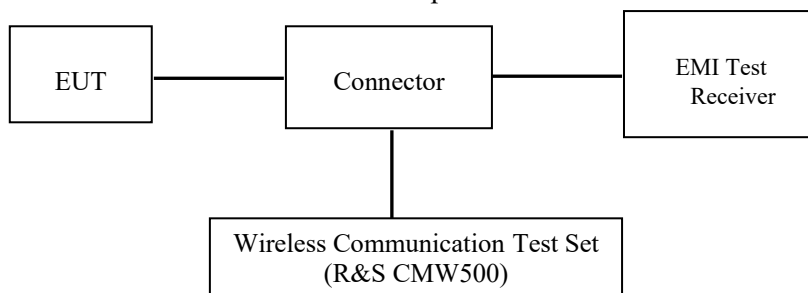 EUT
Connector
EMI Test
Receiver
Wireless Communication Test Set
(R&S CMW500)